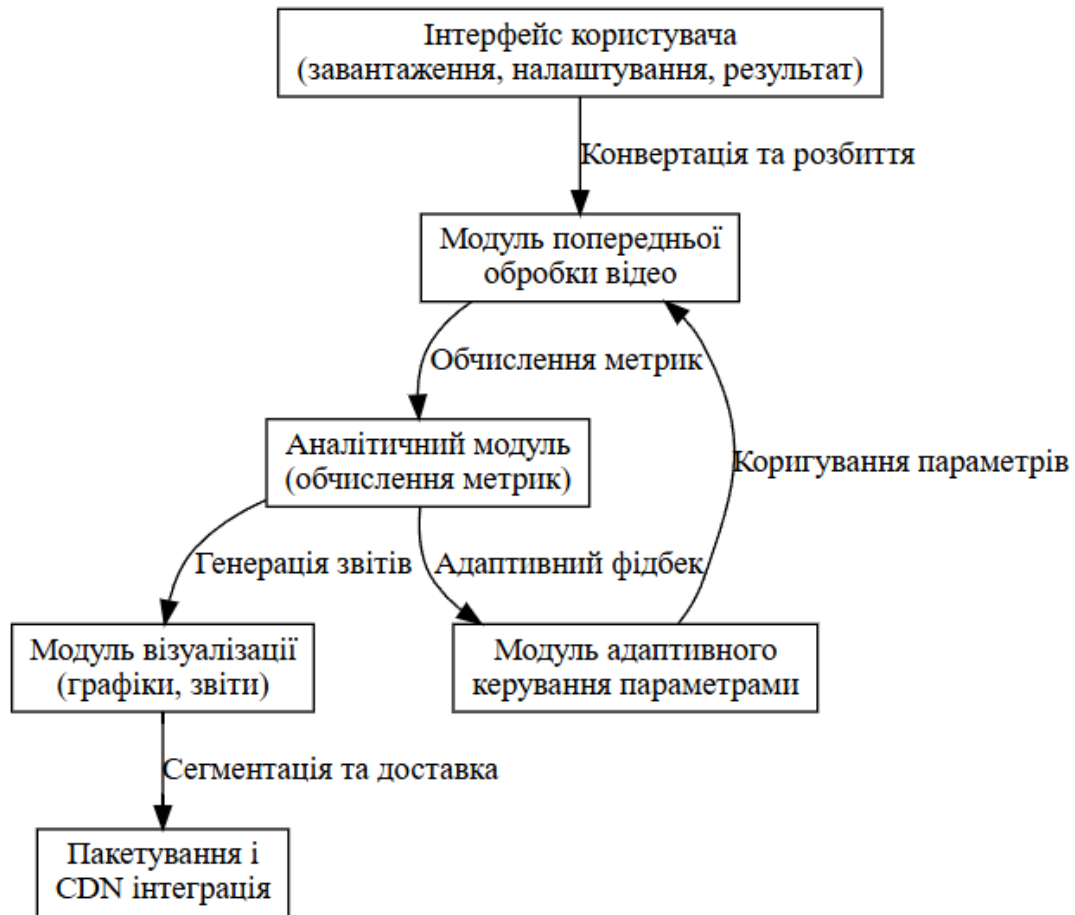 Інтерфейс користувача
(завантаження, налаштування, результат)
Конвертація та розбиття
Модуль попередньої
обробки відео
Обчислення метрик
Аналітичний модуль
(обчислення метрик)
Коригування параметрів
Генерація звітів
Адаптивний фідбек
Модуль візуалізації
(графіки, звіти)
Модуль адаптивного
керування параметрами
Сегментація та доставка
Пакетування і
CDN інтеграція